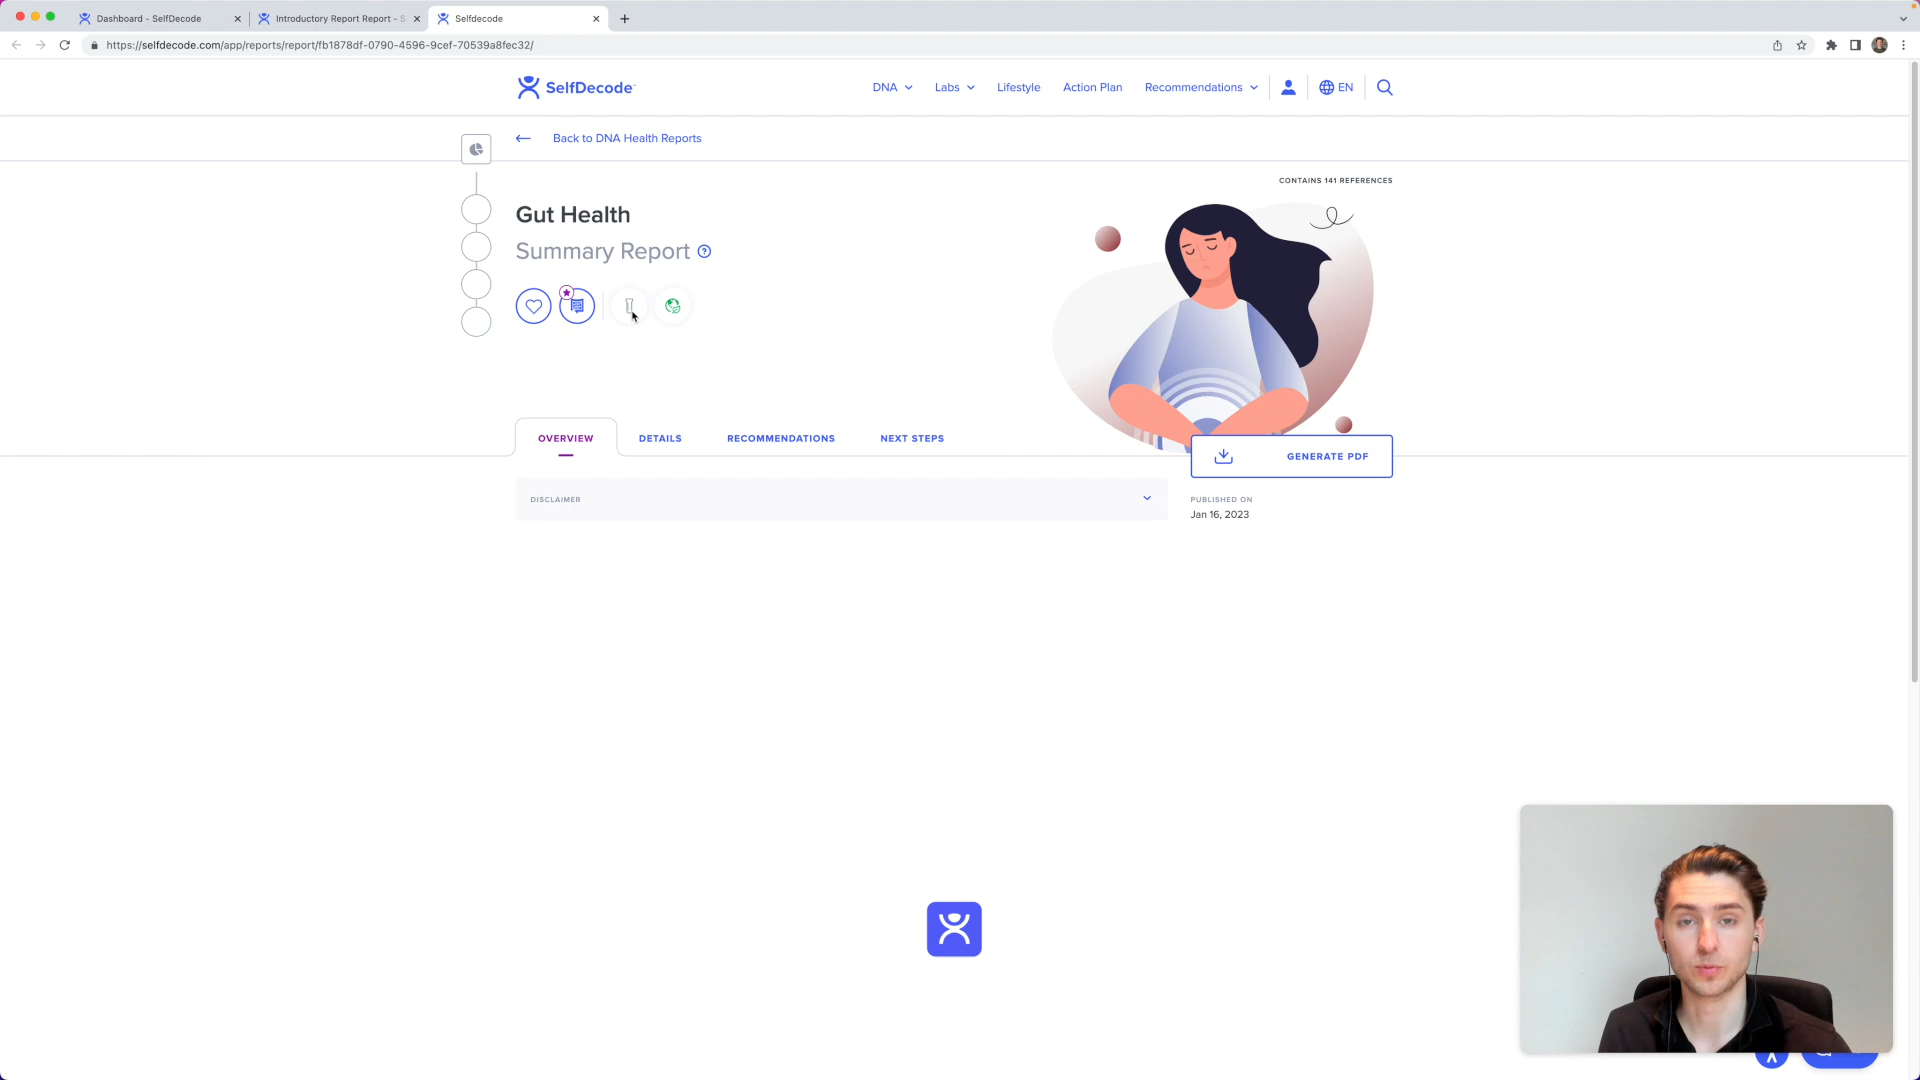 Dashboard - SelfDecode
Introductory Report Report - S
Selfdecode
https://selfdecode.com/app/reports/report/fb1878df-0790-4596-9cef-70539a8fec32/
SelfDecode
DNA
Labs
Lifestyle
Action Plan
Recommendations
EN
Back to DNA Health Reports
CONTAINS 141 REFERENCES
Gut Health
Summary Report
OVERVIEW
DETAILS
RECOMMENDATIONS
NEXT STEPS
GENERATE PDF
DISCLAIMER
PUBLISHED ON
Jan 16, 2023